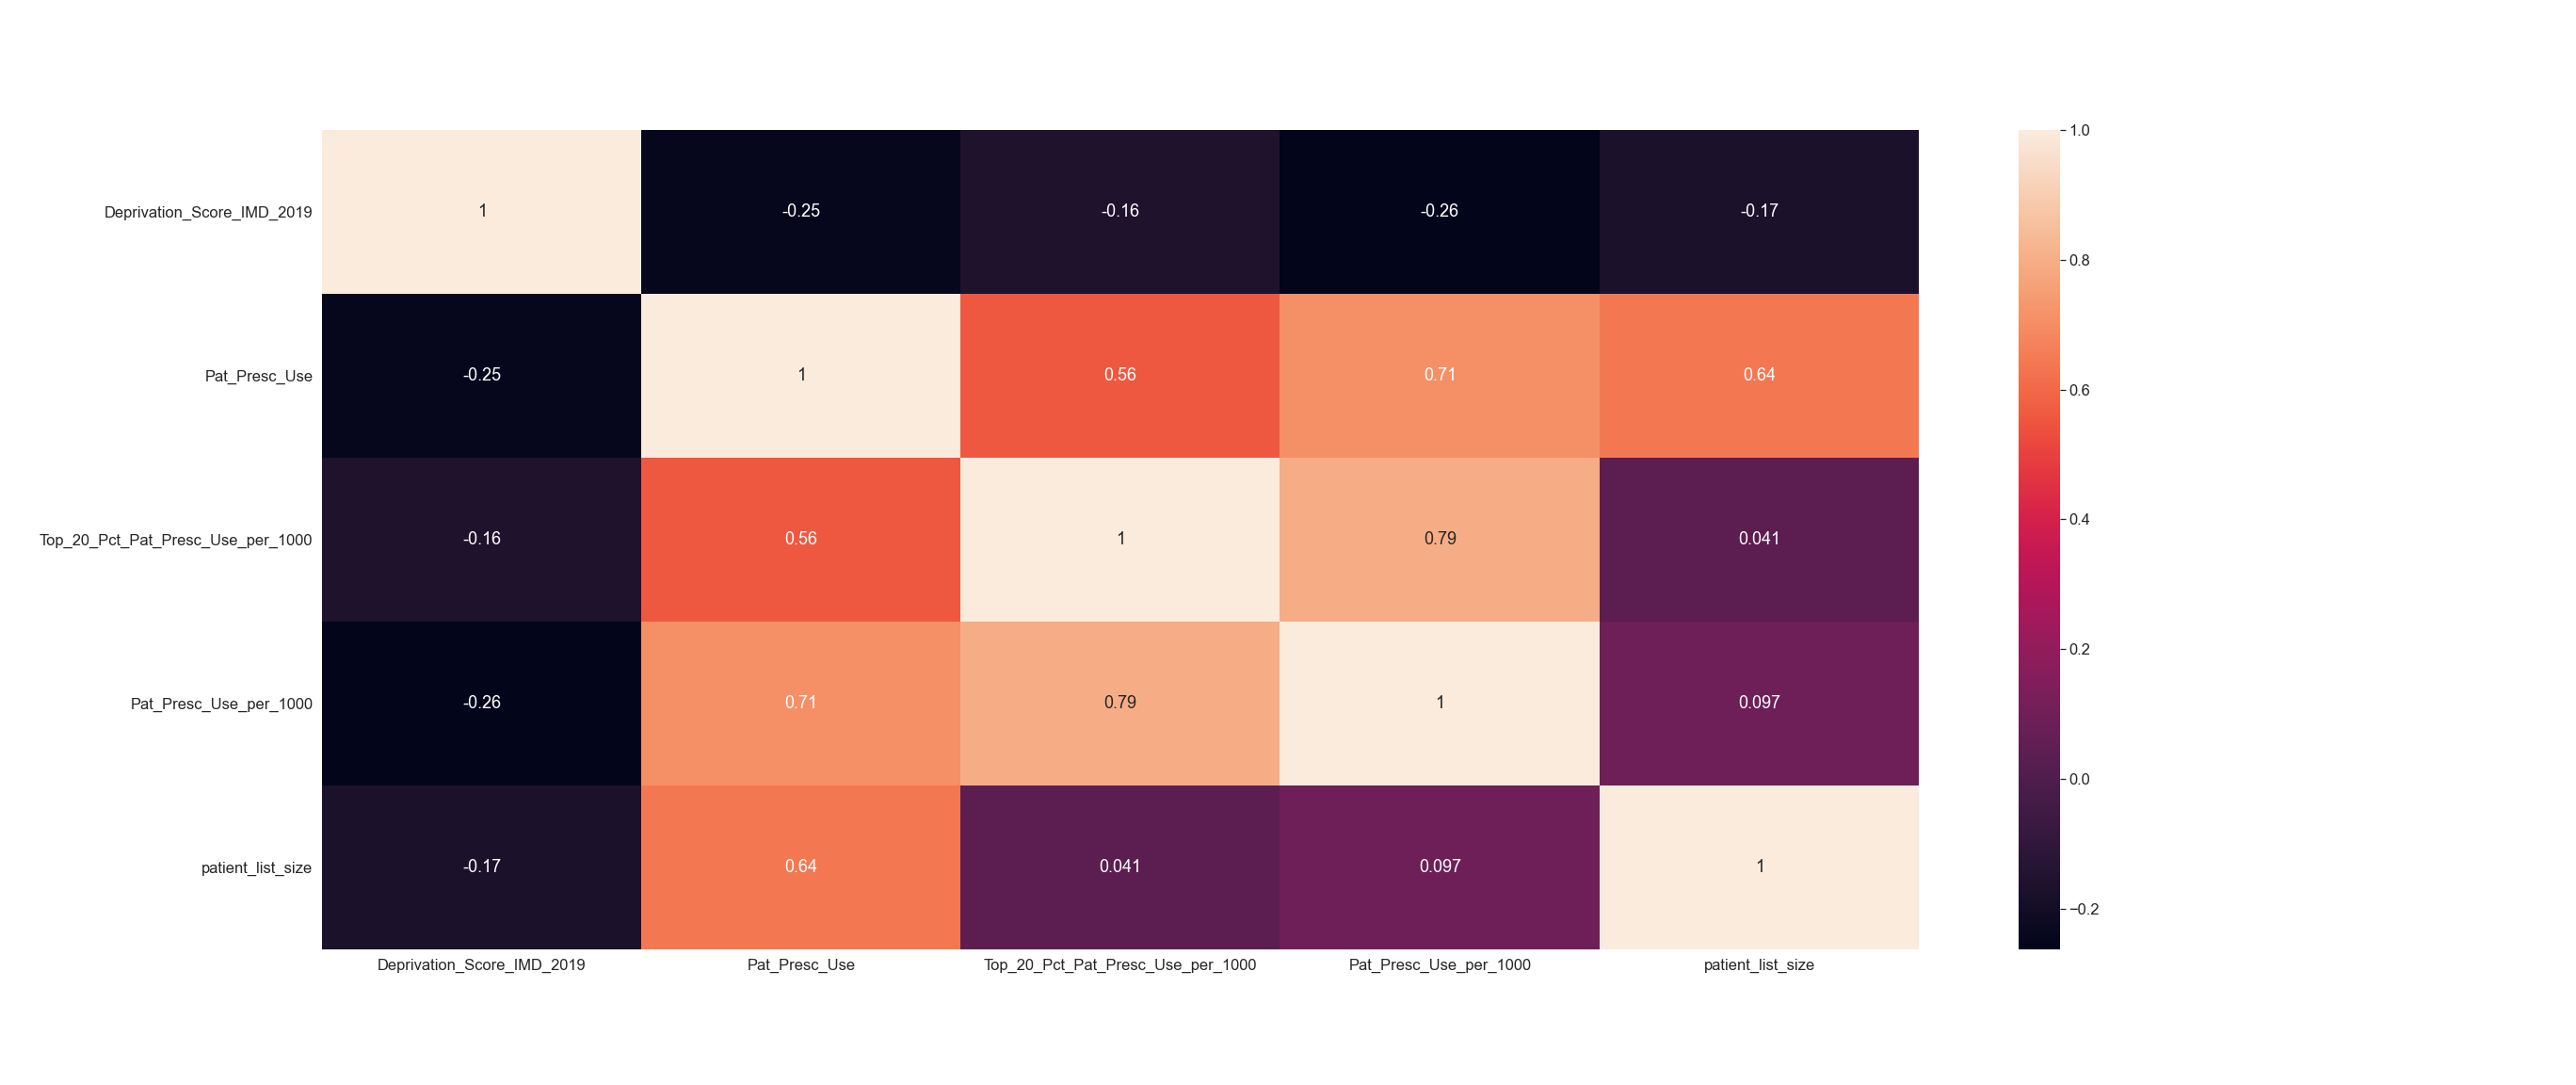 1.0
Deprivation_Score_IMD_2019 1 -0.25 -0.16 -0.26 -0.17
0.8
Pat_Presc_Use -0.25 1 0.56 0.71 0.64
0.6
Top_20_Pct_Pat_Presc_Use_per_1000 -0.16 0.56 1 0.79 0.041
0.4
0.2
Pat_Presc_Use_per_1000 -0.26 0.71 0.79 1 0.097
0.0
patient_list_size -0.17 0.64 0.041 0.097 1
−0.2
Deprivation_Score_IMD_2019 Pat_Presc_Use Top_20_Pct_Pat_Presc_Use_per_1000 Pat_Presc_Use_per_1000 patient_list_size